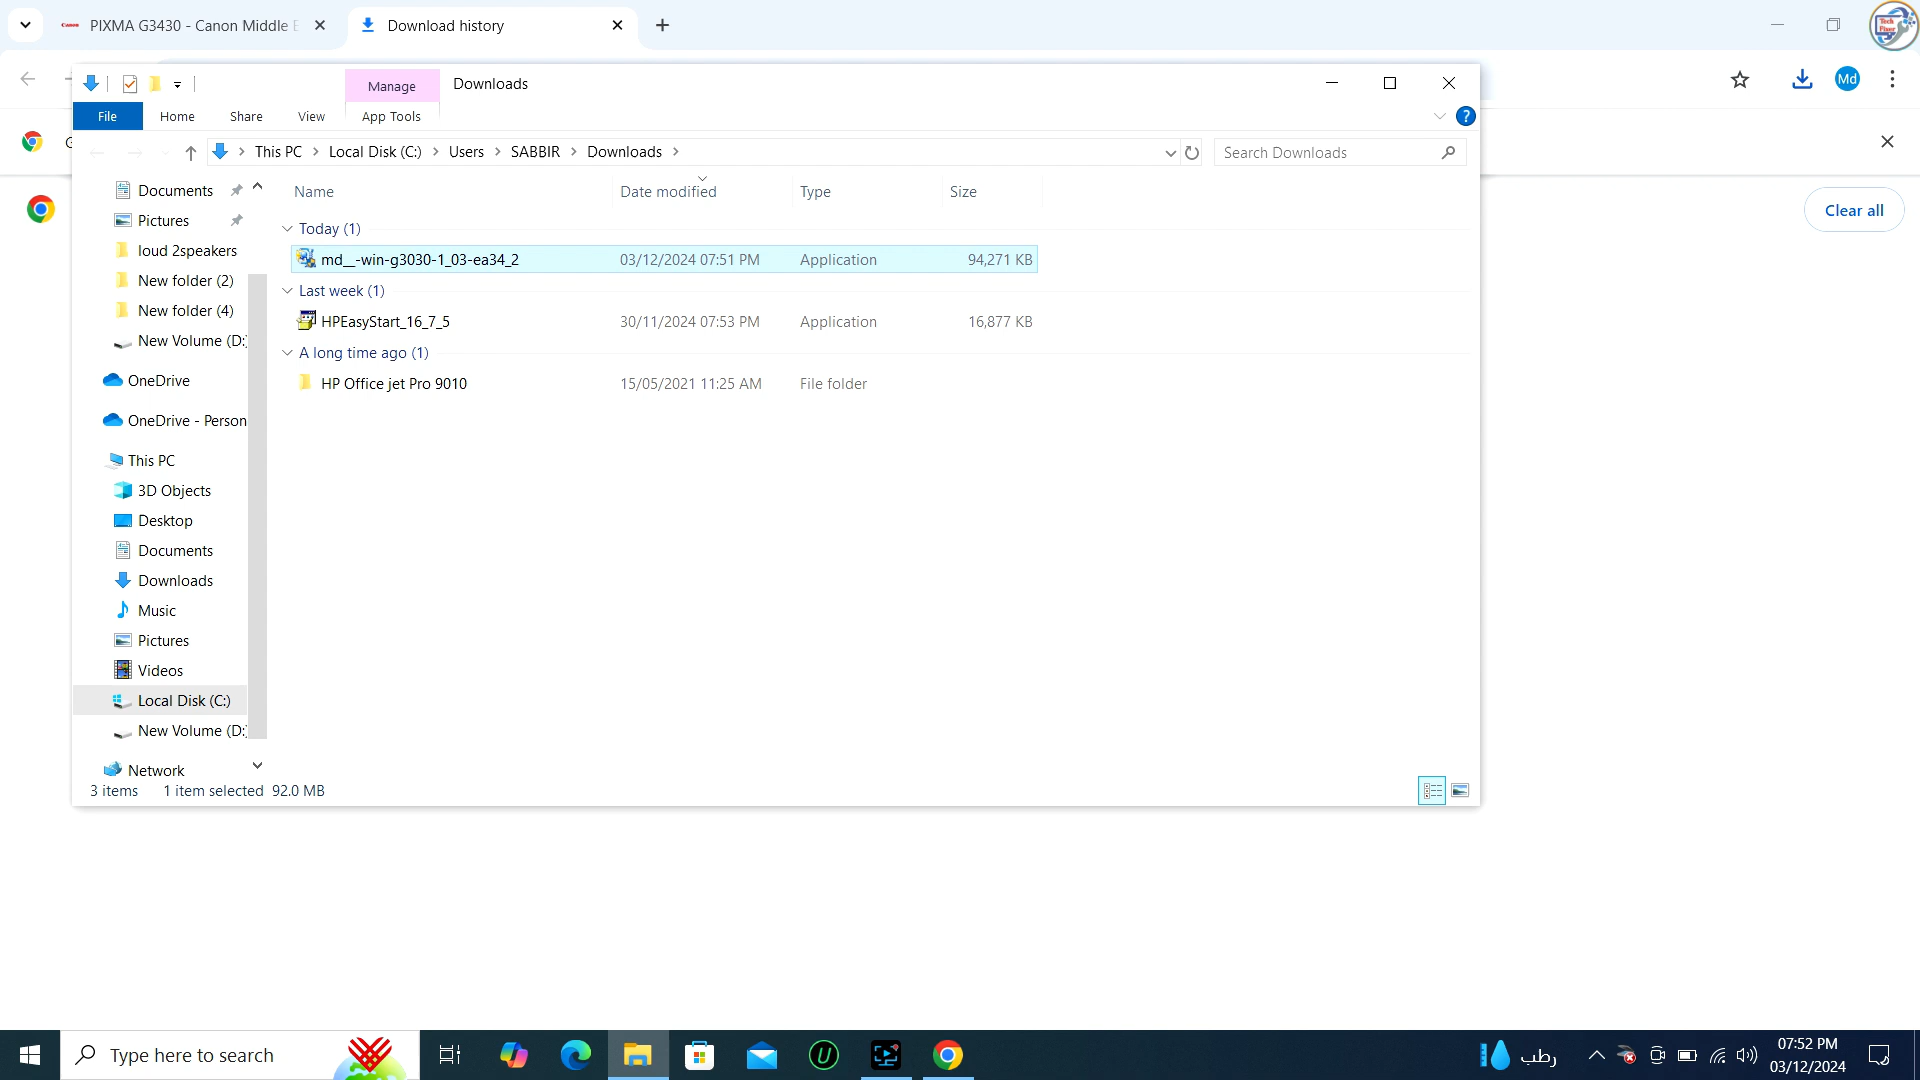 Canon PIXMA G3430 - Canon Middle E
Download history
Tech Fixer
Md
Manage
Downloads
File
Home
Share
View
App Tools
?
This PC
Local Disk (C:)
Users
SABBIR
Downloads
Search Downloads
Documents
Pictures
loud 2speakers
New folder (2)
New folder (4)
New Volume (D:
OneDrive
OneDrive - Person
This PC
3D Objects
Desktop
Documents
Downloads
Music
Pictures
Videos
Local Disk (C:)
New Volume (D:
Network
Name Date modified Type Size
Today (1)
md__-win-g3030-1_03-ea34_2 03/12/2024 07:51 PM Application 94,271 KB
Last week (1)
HPEasyStart_16_7_5 30/11/2024 07:53 PM Application 16,877 KB
A long time ago (1)
HP Office jet Pro 9010 15/05/2021 11:25 AM File folder
Clear all
3 items 1 item selected 92.0 MB
Type here to search
رطب
07:52 PM
03/12/2024